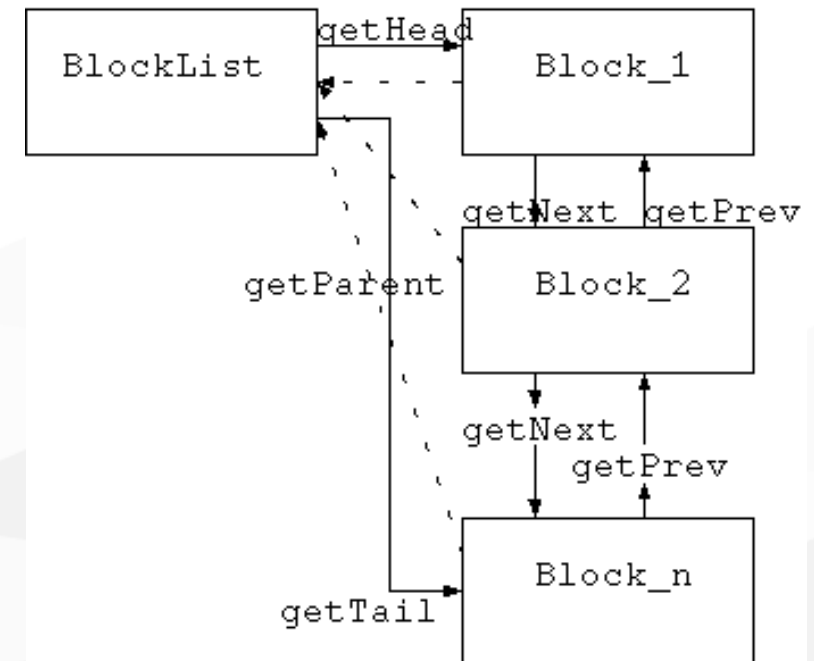 getHead
BlockList
Block_1
getNext
getPrev
getParent
Block_2
getNext
getPrev
Block_n
getTail